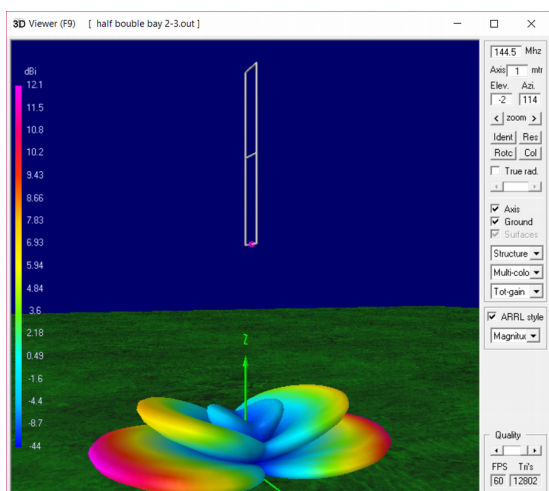 3D Viewer (F9) [ half bouble bay 2-3.out ]
dBi
12.1
11.5
10.8
10.2
9.43
8.66
7.83
6.93
5.94
4.84
3.6
2.18
0.49
-1.6
-4.4
-8.7
-44
Z
144.5 Mhz
Axis 1 mtr
Elev. Azi.
-2 114
< zoom >
Ident Res
Rotc Col
True rad.
Axis
Ground
Surfaces
Structure
Multi-colo
Tot-gain
ARRL style
Magnitu
Quality
FPS Tri's
60 12802